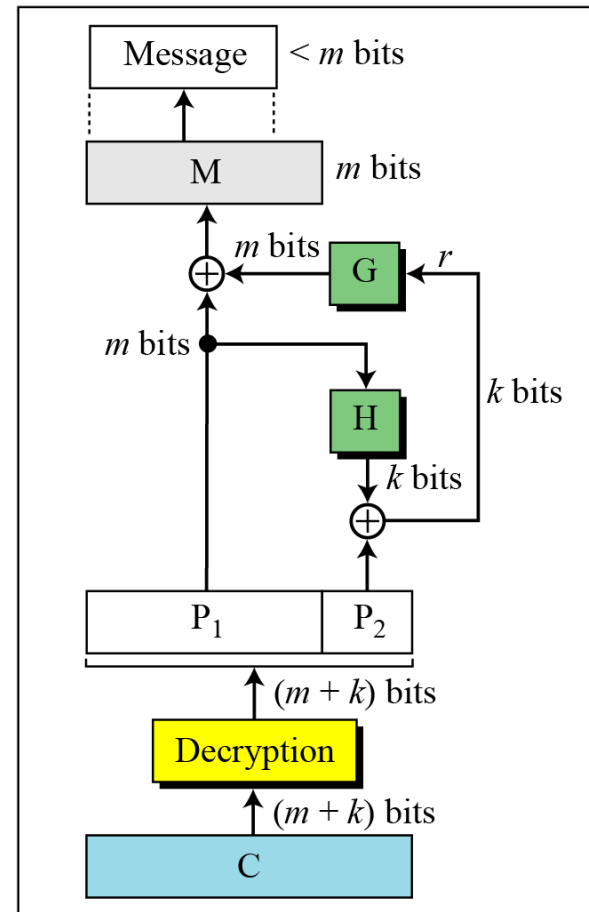 Message < m bits
M m bits
m bits G r
m bits
k bits
H
k bits
P₁ P₂
(m + k) bits
Decryption
(m + k) bits
C